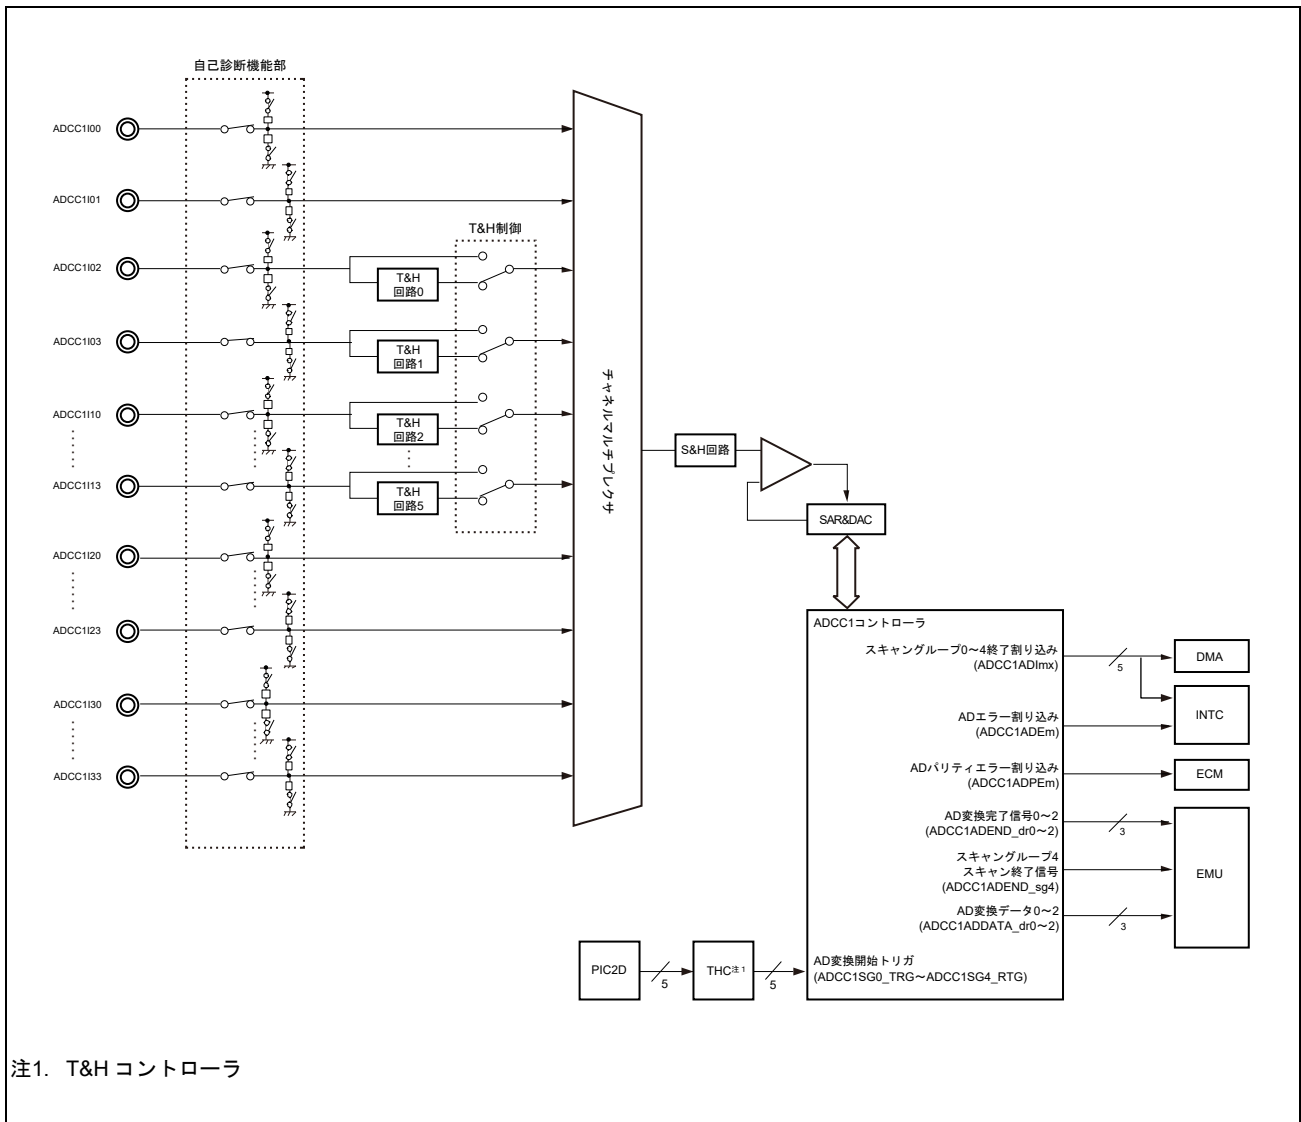 自己診断機能部
ADCC1I00
ADCC1I01
T&H制御
ADCC1I02
T&H
回路0
ADCC1I03
T&H
回路1
ADCC1I10
T&H
回路2
ADCC1I13
T&H
回路5
ADCC1I20
ADCC1I23
ADCC1I30
ADCC1I33
チャネルマルチプレクサ
S&H回路
SAR&DAC
ADCC1コントローラ
スキャングループ0～4終了割り込み
(ADCC1ADImx)
5
DMA
INTC
ADエラー割り込み
(ADCC1ADEm)
ADパリティエラー割り込み
(ADCC1ADPEm)
ECM
AD変換完了信号0～2
(ADCC1ADEND_dr0～2)
3
スキャングループ4
スキャン終了信号
(ADCC1ADEND_sg4)
EMU
AD変換データ0～2
(ADCC1ADDATA_dr0～2)
3
PIC2D
5
THC注1
5
AD変換開始トリガ
(ADCC1SG0_TRG～ADCC1SG4_RTG)
注1. T&H コントローラ